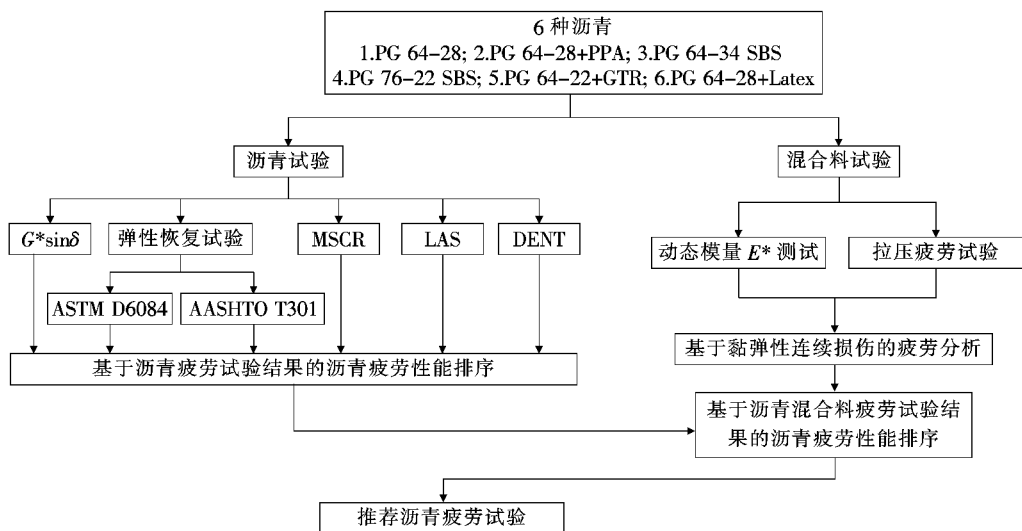 6 种沥青
1.PG 64-28; 2.PG 64-28+PPA; 3.PG 64-34 SBS
4.PG 76-22 SBS; 5.PG 64-22+GTR; 6.PG 64-28+Latex
沥青试验
混合料试验
G*sinδ
弹性恢复试验
MSCR
LAS
DENT
动态模量 E* 测试
拉压疲劳试验
ASTM D6084
AASHTO T301
基于沥青疲劳试验结果的沥青疲劳性能排序
基于黏弹性连续损伤的疲劳分析
基于沥青混合料疲劳试验结
果的沥青疲劳性能排序
推荐沥青疲劳试验